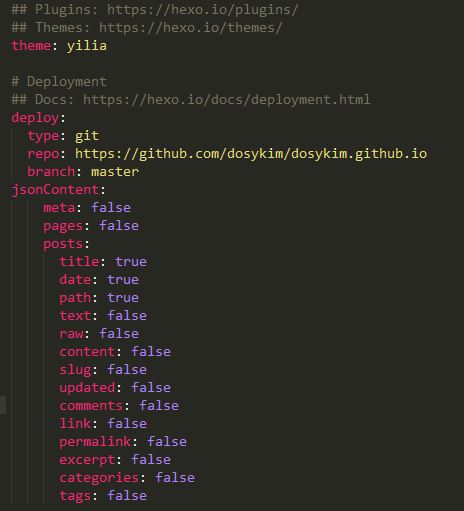 ## Plugins: https://hexo.io/plugins/
## Themes: https://hexo.io/themes/
theme: yilia

# Deployment
## Docs: https://hexo.io/docs/deployment.html
deploy:
  type: git
  repo: https://github.com/dosykim/dosykim.github.io
  branch: master
jsonContent:
    meta: false
    pages: false
    posts:
      title: true
      date: true
      path: true
      text: false
      raw: false
      content: false
      slug: false
      updated: false
      comments: false
      link: false
      permalink: false
      excerpt: false
      categories: false
      tags: false